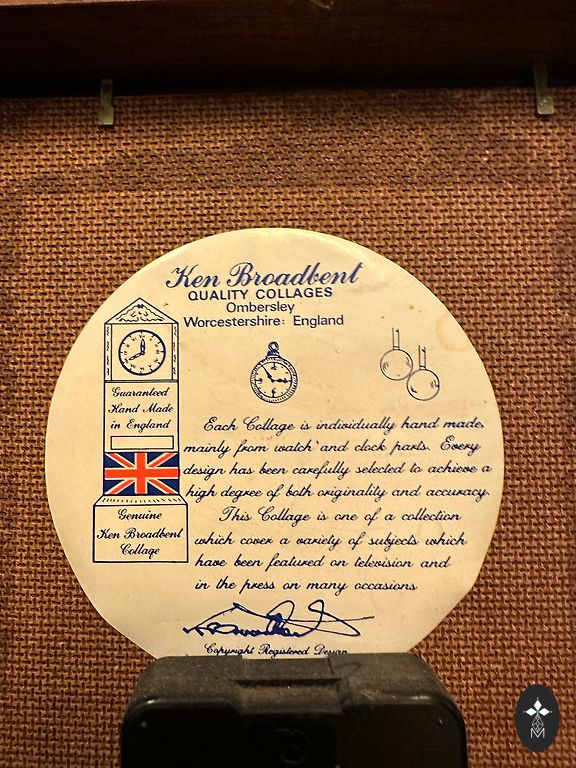 Ken Broadbent
QUALITY COLLAGES
Ombersley
Worcestershire: England
Guaranteed
Hand Made
in England
Genuine
Ken Broadbent
Collage
Each Collage is individually hand made,
mainly from watch and clock parts. Every
design has been carefully selected to achieve a
high degree of both originality and accuracy.
This Collage is one of a collection
which cover a variety of subjects which
have been featured on television and
in the press on many occasions
K Broadbent
Copyright Registered Design
M